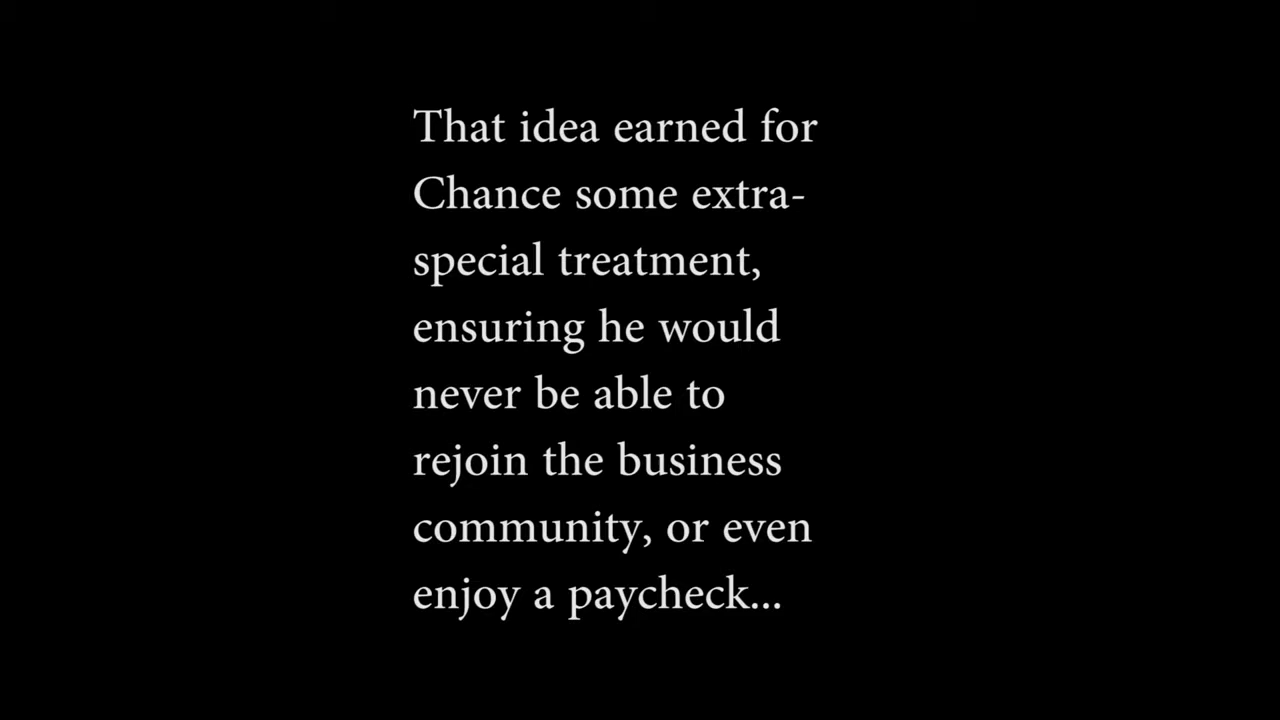 That idea earned for
Chance some extra-
special treatment,
ensuring he would
never be able to
rejoin the business
community, or even
enjoy a paycheck...